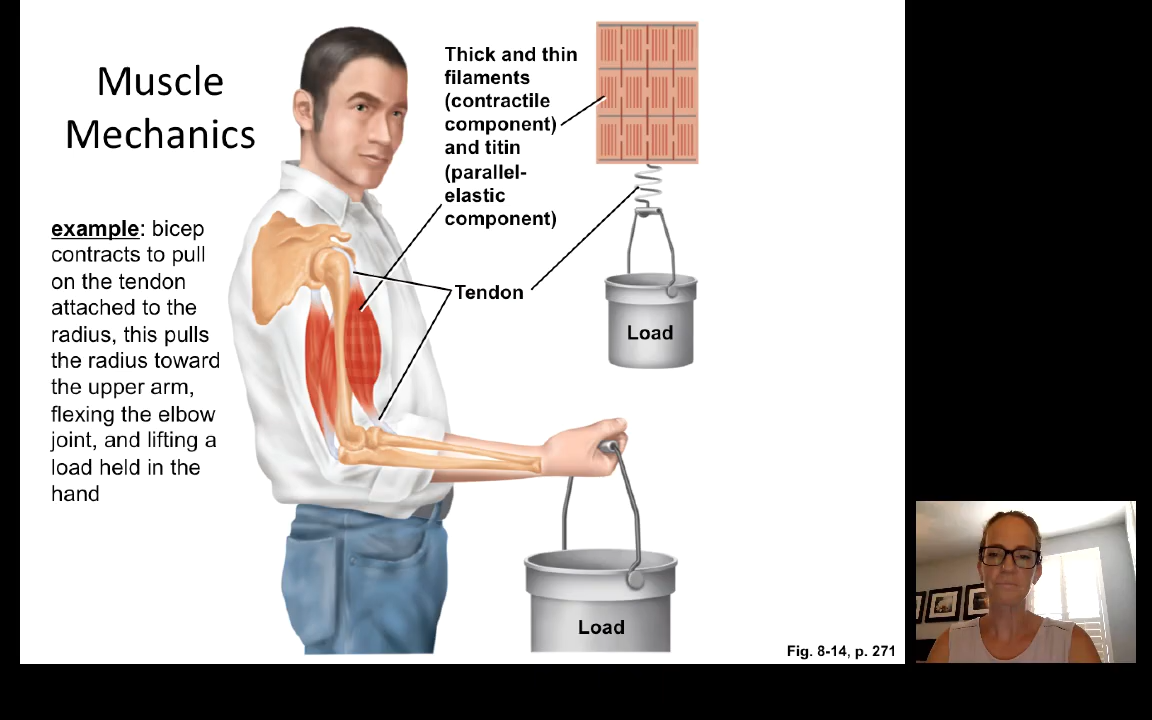 Muscle
Mechanics
example: bicep
contracts to pull
on the tendon
attached to the
radius, this pulls
the radius toward
the upper arm,
flexing the elbow
joint, and lifting a
load held in the
hand
Thick and thin
filaments
(contractile
component)
and titin
(parallel-
elastic
component)
Tendon
Load
Load
Fig. 8-14, p. 271